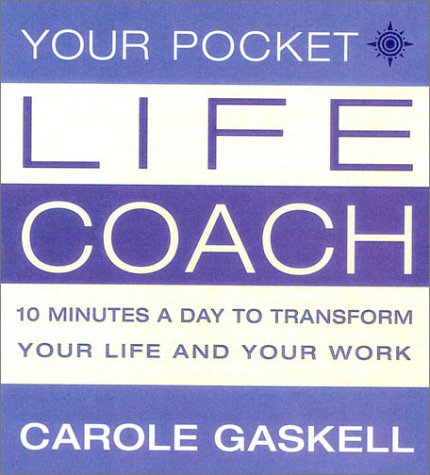 YOUR POCKET
LIFE
COACH
10 MINUTES A DAY TO TRANSFORM
YOUR LIFE AND YOUR WORK
CAROLE GASKELL